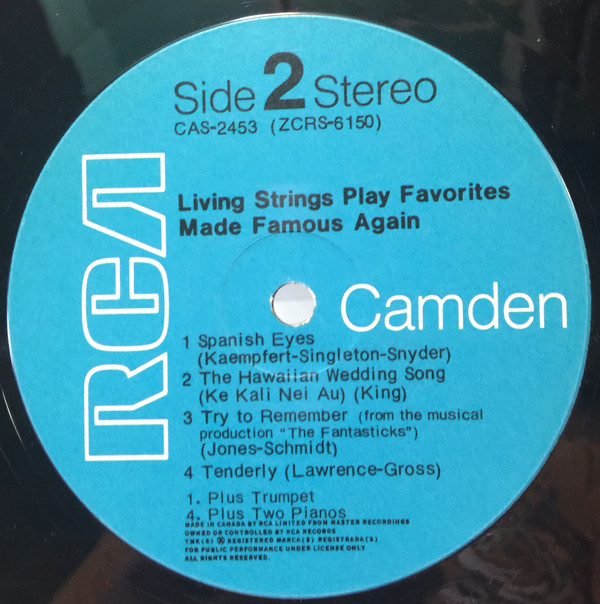 Side 2 Stereo
CAS-2453 (ZCRS-6150)
RCA
Living Strings Play Favorites
Made Famous Again
Camden
1 Spanish Eyes
(Kaempfert-Singleton-Snyder)
2 The Hawaiian Wedding Song
(Ke Kali Nei Au) (King)
3 Try to Remember (from the musical
production "The Fantasticks")
(Jones-Schmidt)
4 Tenderly (Lawrence-Gross)
1. Plus Trumpet
4. Plus Two Pianos
MADE IN CANADA BY RCA LIMITED FROM MASTER RECORDINGS
OWNED OR CONTROLLED BY RCA RECORDS
TMK(S) ® REGISTERED MARCA(S) REGISTRADA(S)
FOR PUBLIC PERFORMANCE UNDER LICENSE ONLY
ALL RIGHTS RESERVED.